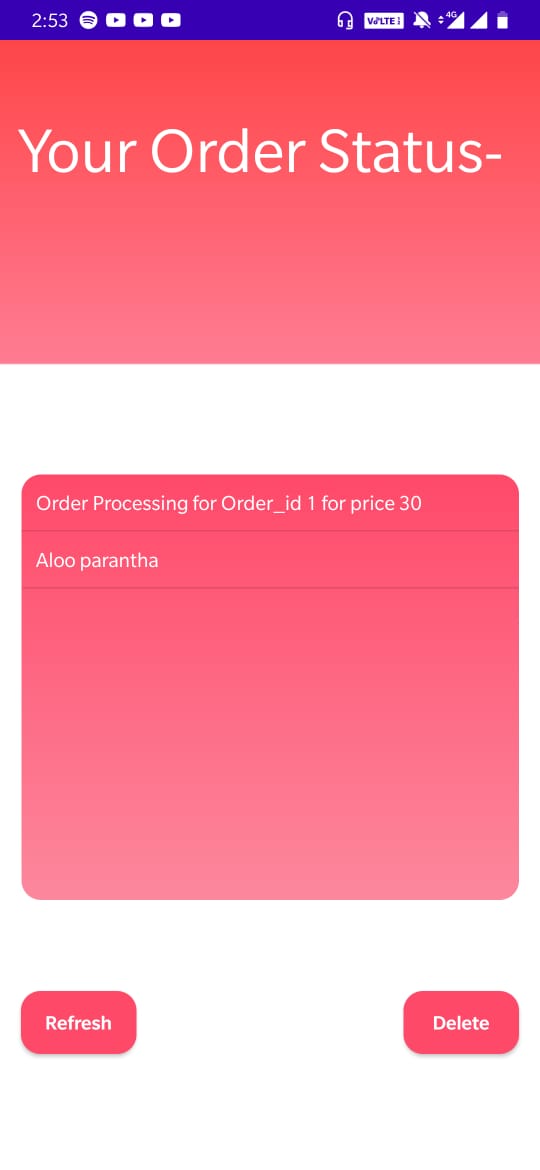 2:53
VoLTE 4G
Your Order Status-
Order Processing for Order_id 1 for price 30
Aloo parantha
Refresh Delete